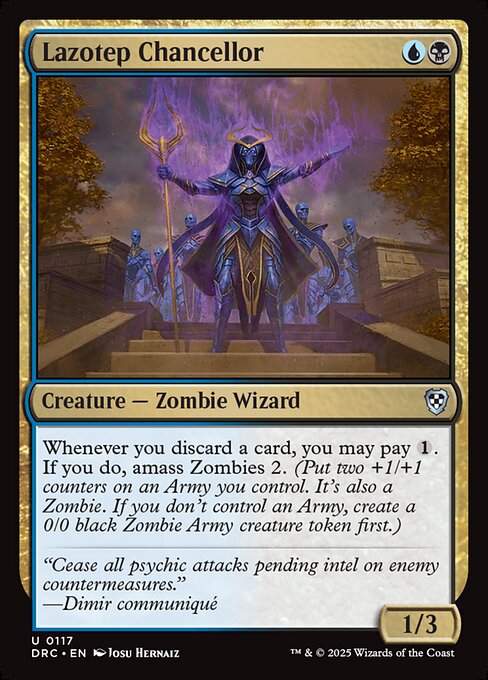 Lazotep Chancellor
Creature — Zombie Wizard
Whenever you discard a card, you may pay 1.
If you do, amass Zombies 2. (Put two +1/+1
counters on an Army you control. It's also a
Zombie. If you don't control an Army, create a
0/0 black Zombie Army creature token first.)
"Cease all psychic attacks pending intel on enemy
countermeasures."
—Dimir communiqué
1/3
U 0117
DRC • EN Josu Hernaiz
™ & © 2025 Wizards of the Coast